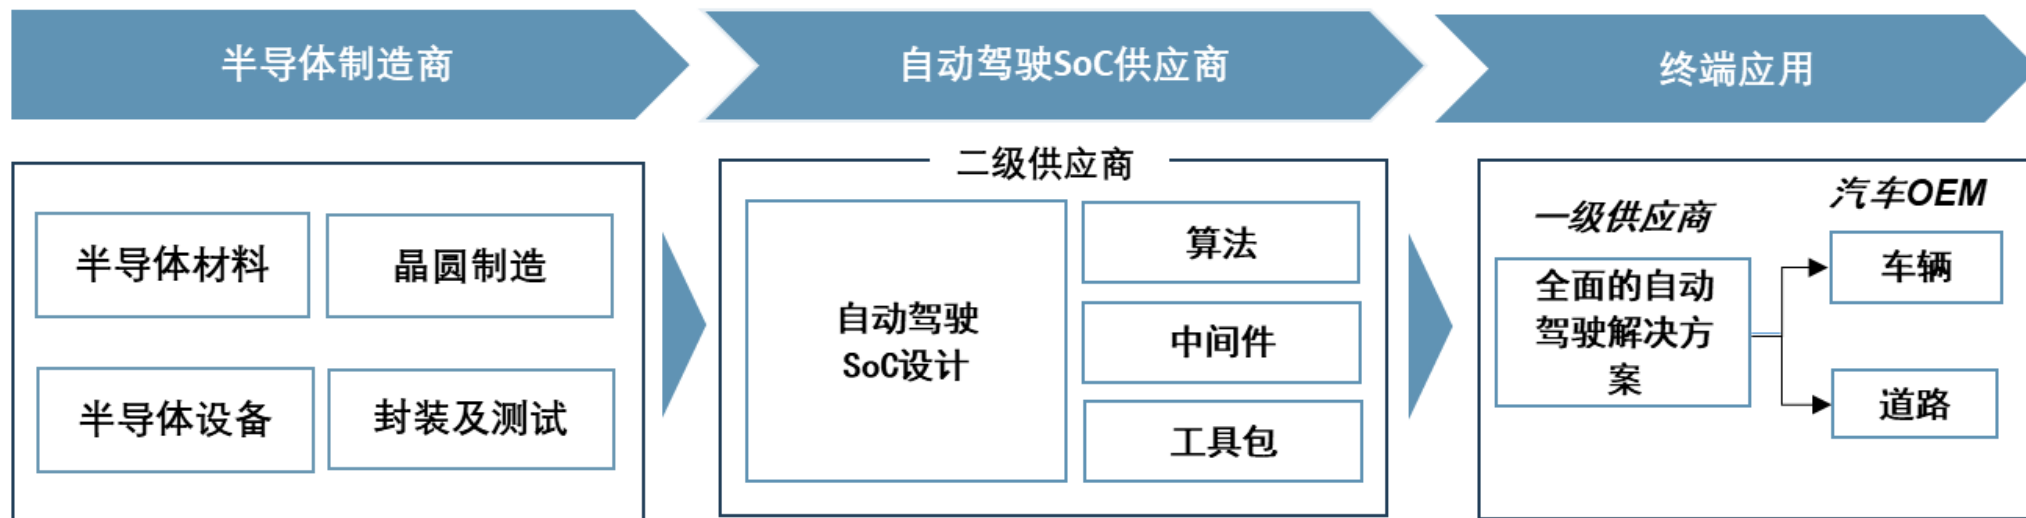 半导体制造商
自动驾驶SoC供应商
终端应用
半导体材料
晶圆制造
半导体设备
封装及测试
二级供应商
自动驾驶
SoC设计
算法
中间件
工具包
一级供应商
全面的自动
驾驶解决方
案
汽车OEM
车辆
道路